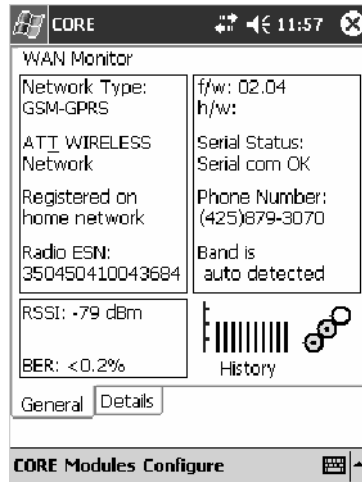 CORE 11:57
WAN Monitor
Network Type:
GSM-GPRS
ATT WIRELESS
Network
Registered on
home network
Radio ESN:
350450410043684
f/w: 02.04
h/w:
Serial Status:
Serial com OK
Phone Number:
(425)879-3070
Band is
auto detected
RSSI: -79 dBm
BER: <0.2%
History
General Details
CORE Modules Configure